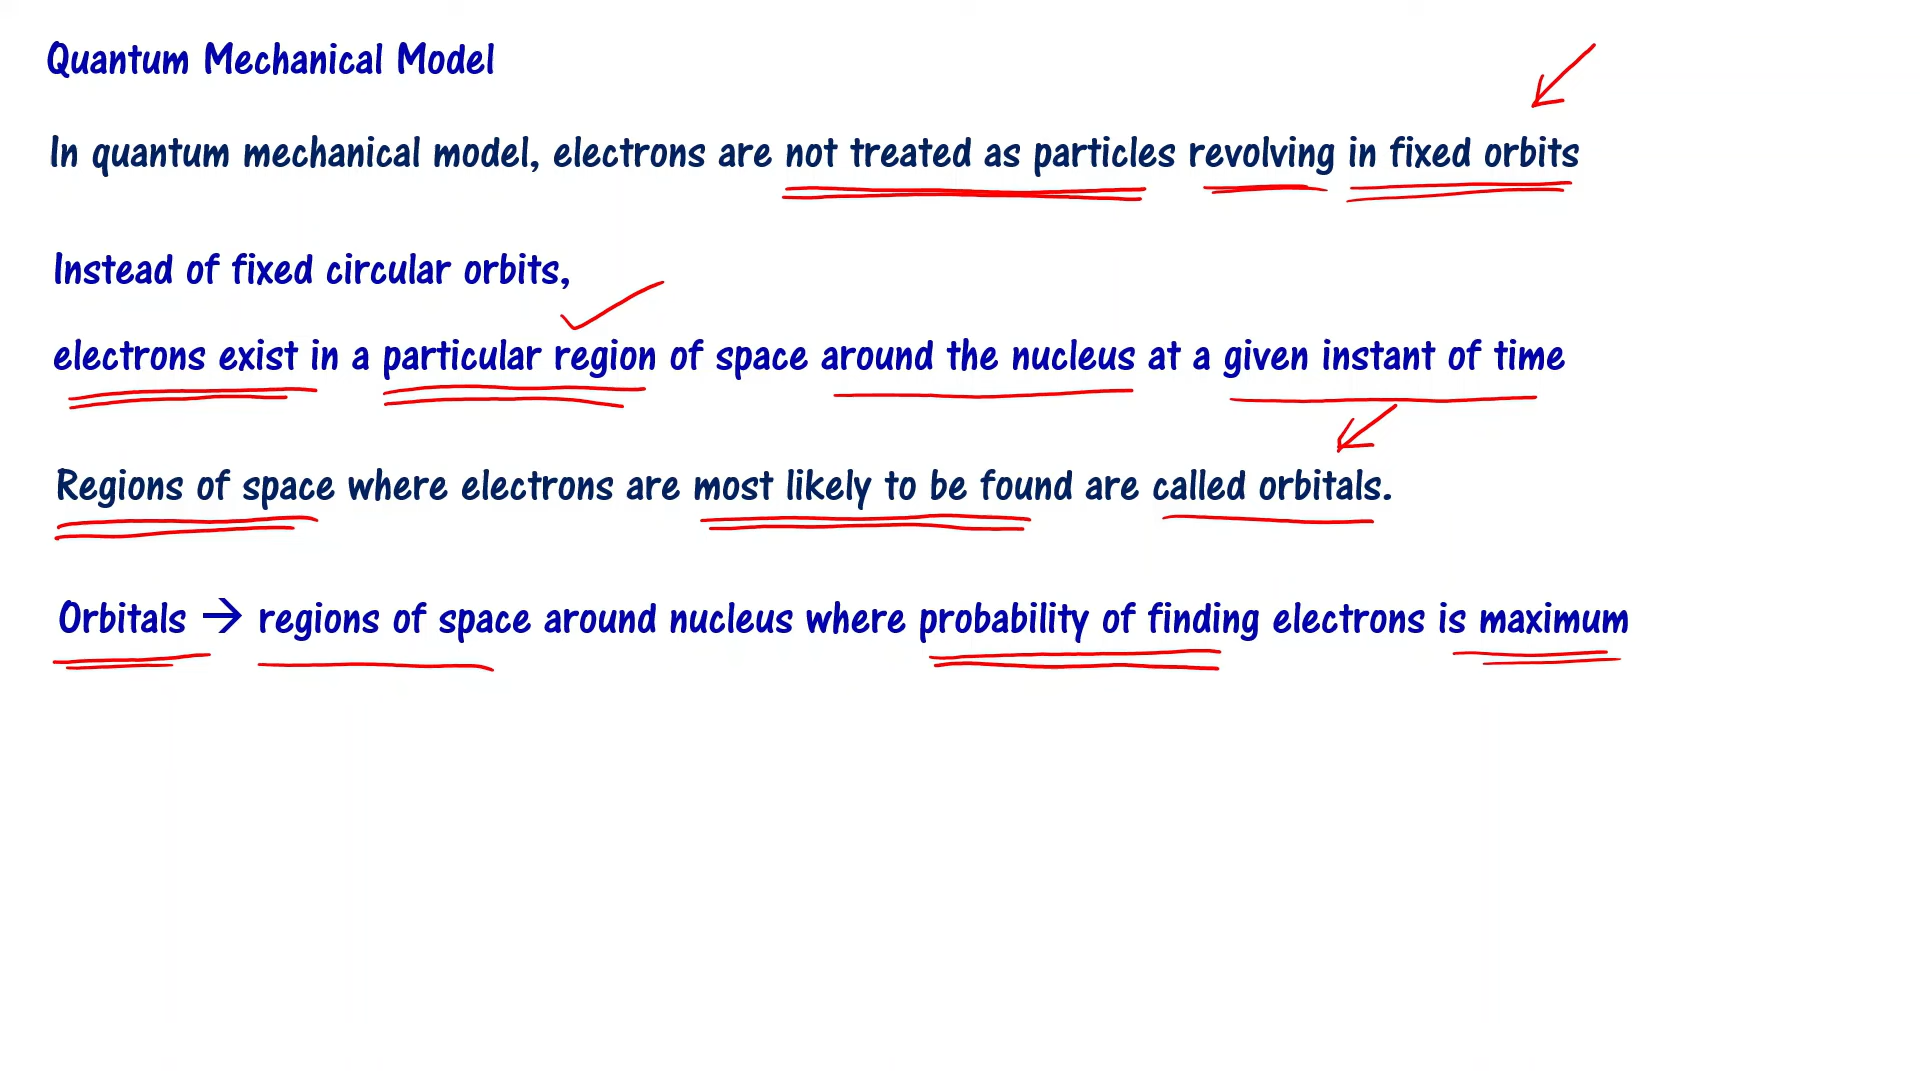 Quantum Mechanical Model
In quantum mechanical model, electrons are not treated as particles revolving in fixed orbits
Instead of fixed circular orbits,
electrons exist in a particular region of space around the nucleus at a given instant of time
Regions of space where electrons are most likely to be found are called orbitals.
Orbitals → regions of space around nucleus where probability of finding electrons is maximum